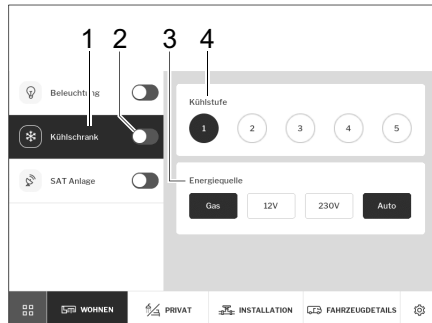 1 2 3 4
Beleuchtung
Kühlschrank
SAT Anlage
Kühlstufe
1 2 3 4 5
Energiequelle
Gas 12V 230V Auto
WOHNEN PRIVAT INSTALLATION FAHRZEUGDETAILS